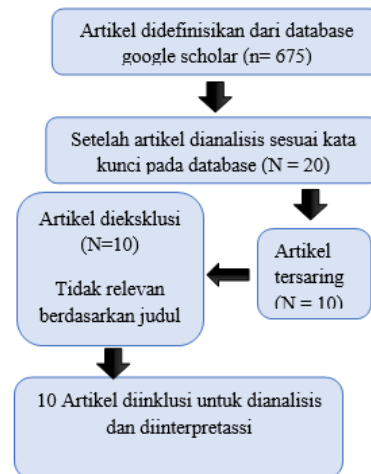 Artikel didefinisikan dari database
google scholar (n= 675)
Setelah artikel dianalisis sesuai kata
kunci pada database (N = 20)
Artikel dieksklusi
(N=10)
Tidak relevan
berdasarkan judul
Artikel
tersaring
(N = 10)
10 Artikel diinklusi untuk dianalisis
dan diinterpretassi